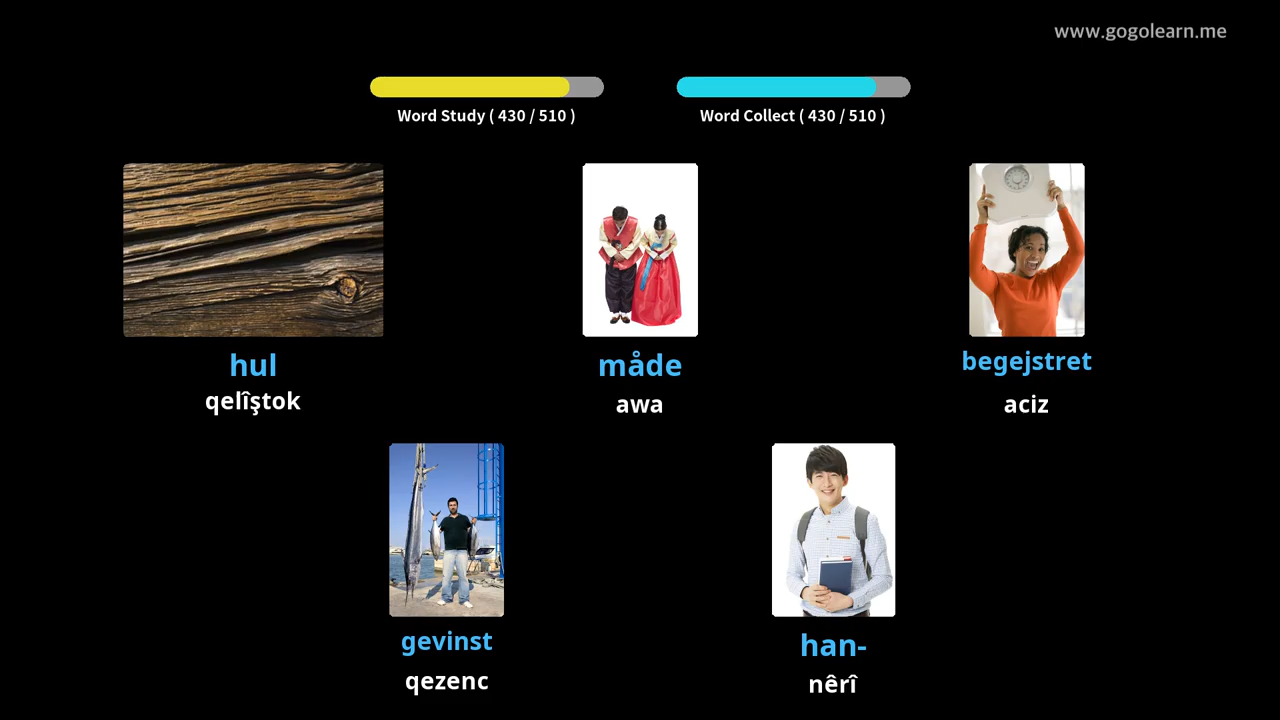 www.gogolearn.me
Word Study ( 430 / 510 )
Word Collect ( 430 / 510 )
hul
qelîştok
måde
awa
begejstret
aciz
gevinst
qezenc
han-
nêrî